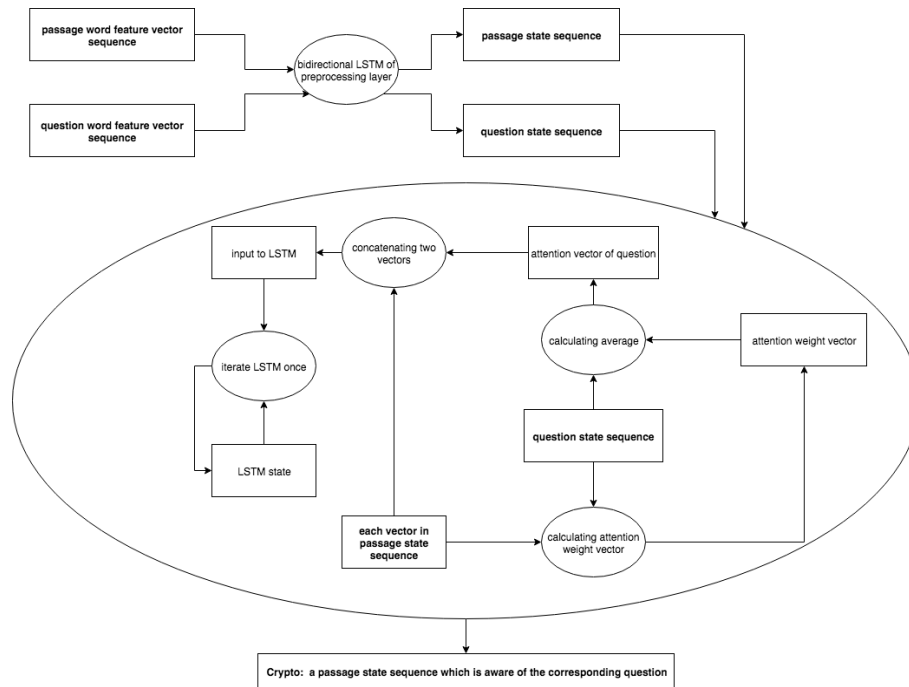 passage word feature vector
sequence
passage state sequence
bidirectional LSTM of
preprocessing layer
question word feature vector
sequence
question state sequence
input to LSTM
concatenating two
vectors
attention vector of question
iterate LSTM once
calculating average
attention weight vector
question state sequence
LSTM state
each vector in
passage state
sequence
calculating attention
weight vector
Crypto: a passage state sequence which is aware of the corresponding question